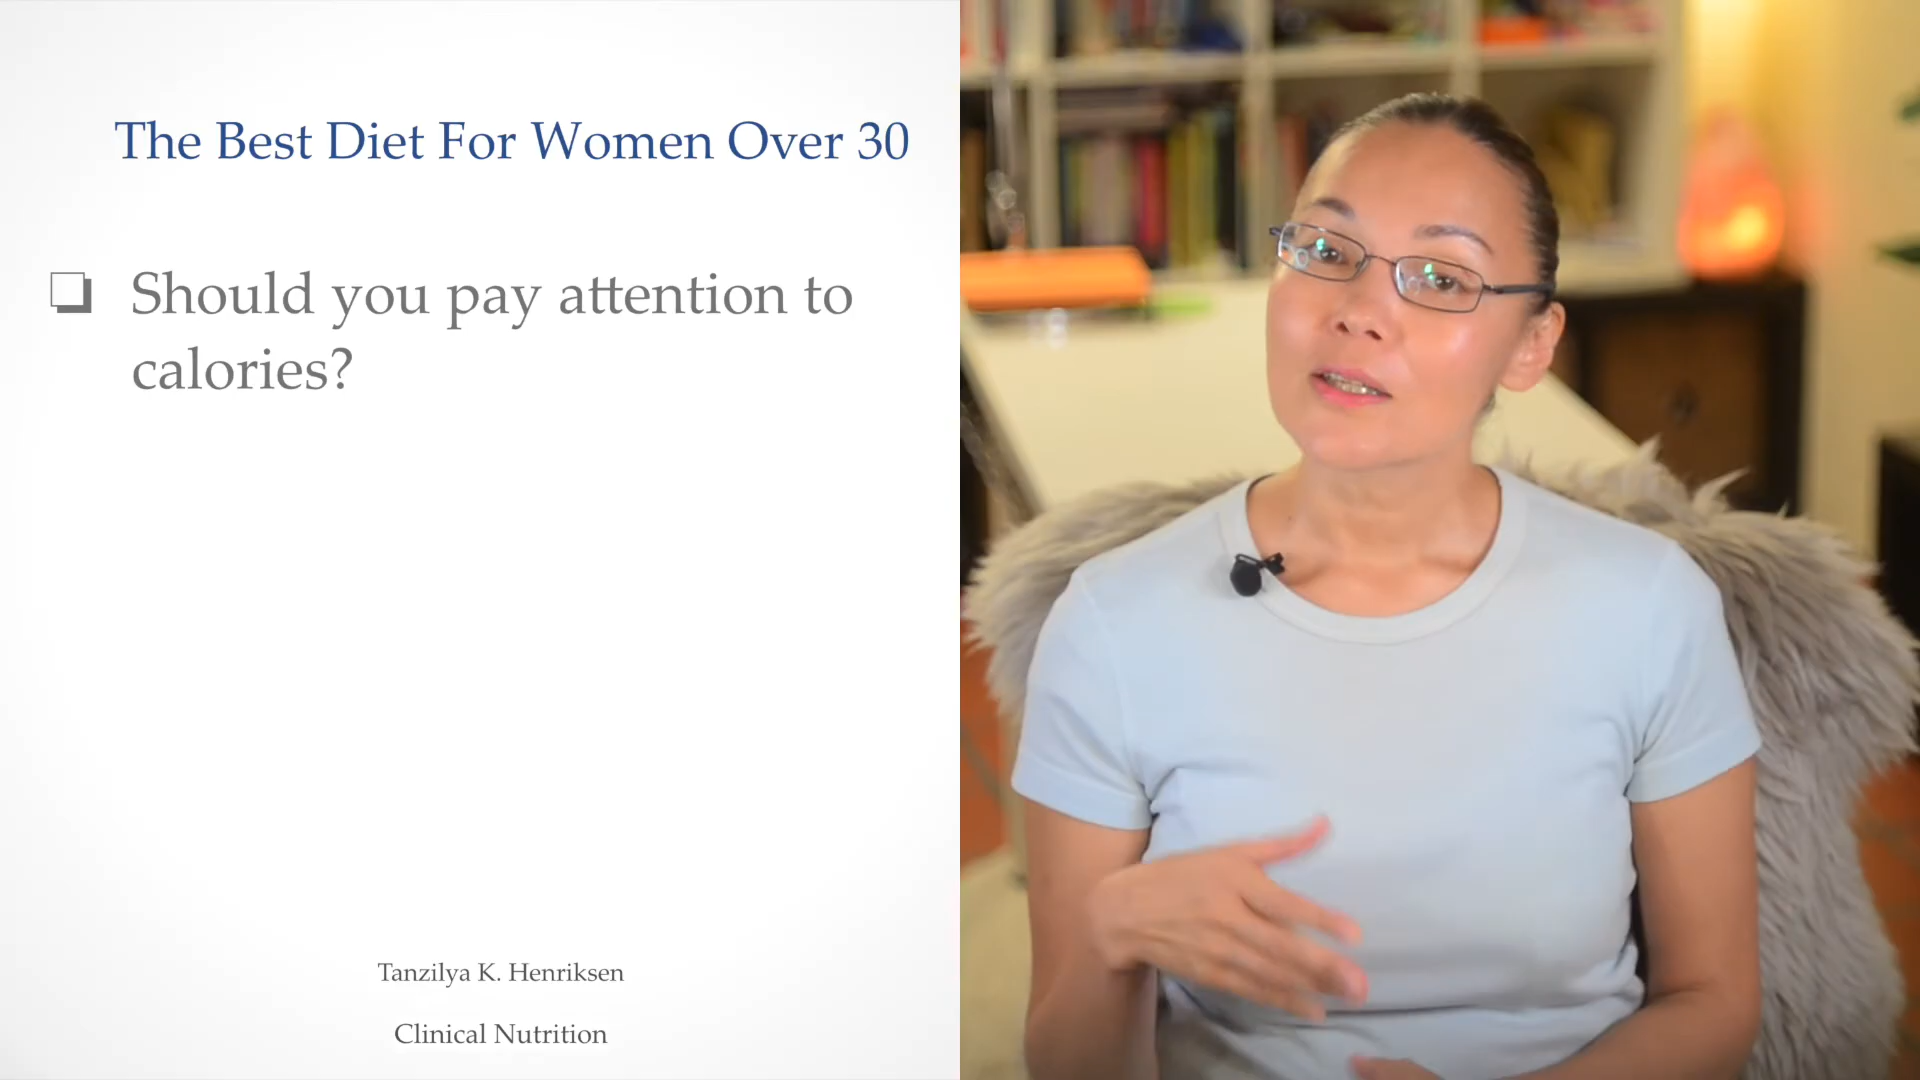 The Best Diet For Women Over 30
Should you pay attention to
calories?
Tanzilya K. Henriksen
Clinical Nutrition